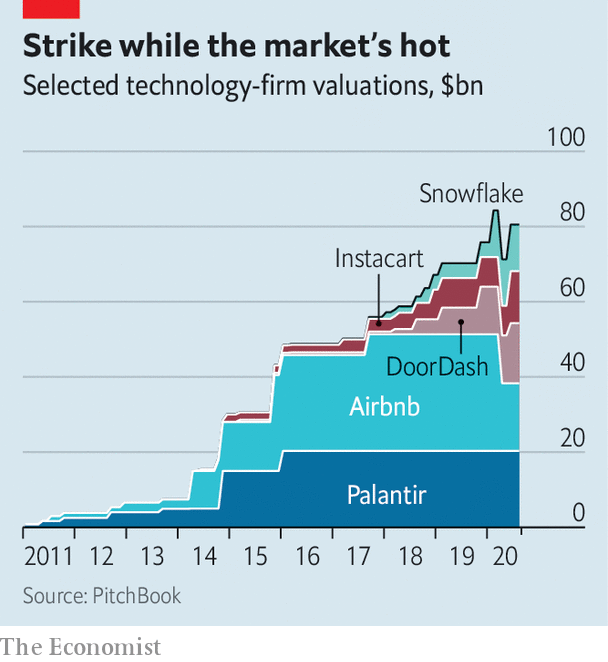 Strike while the market's hot
Selected technology-firm valuations, $bn
100
Snowflake
80
Instacart
60
DoorDash
40
Airbnb
20
Palantir
0
2011 12 13 14 15 16 17 18 19 20
Source: PitchBook
The Economist